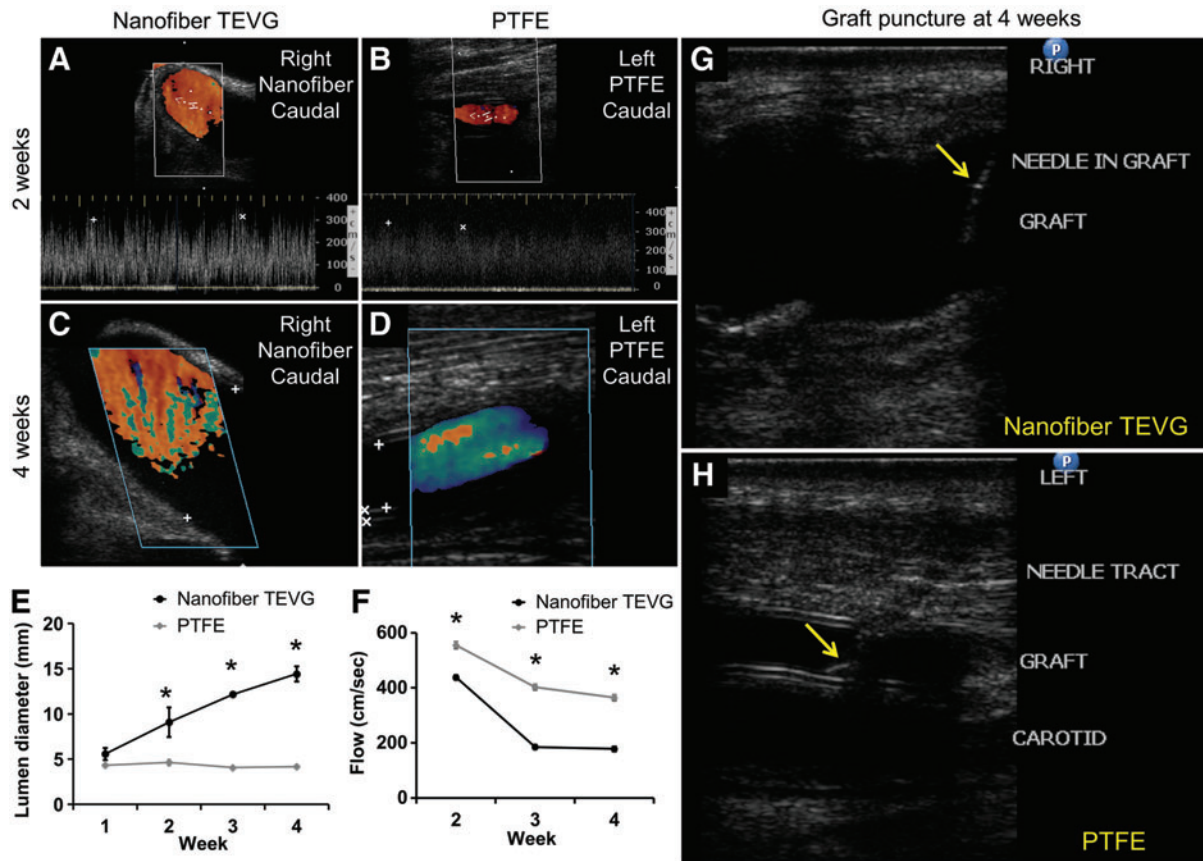 Nanofiber TEVG
PTFE
Graft puncture at 4 weeks
2 weeks
4 weeks
A
Right
Nanofiber
Caudal
400
300
200
100
0
+
c
m
/
s
-
B
Left
PTFE
Caudal
400
300
200
100
0
+
c
m
/
s
-
C
Right
Nanofiber
Caudal
D
Left
PTFE
Caudal
E
Nanofiber TEVG
PTFE
Lumen diameter (mm)
20
15
10
5
0
*
*
*
1 2 3 4
Week
F
Nanofiber TEVG
PTFE
Flow (cm/sec)
600
400
200
0
*
*
*
2 3 4
Week
G
P
RIGHT
NEEDLE IN GRAFT
GRAFT
Nanofiber TEVG
H
P
LEFT
NEEDLE TRACT
GRAFT
CAROTID
PTFE